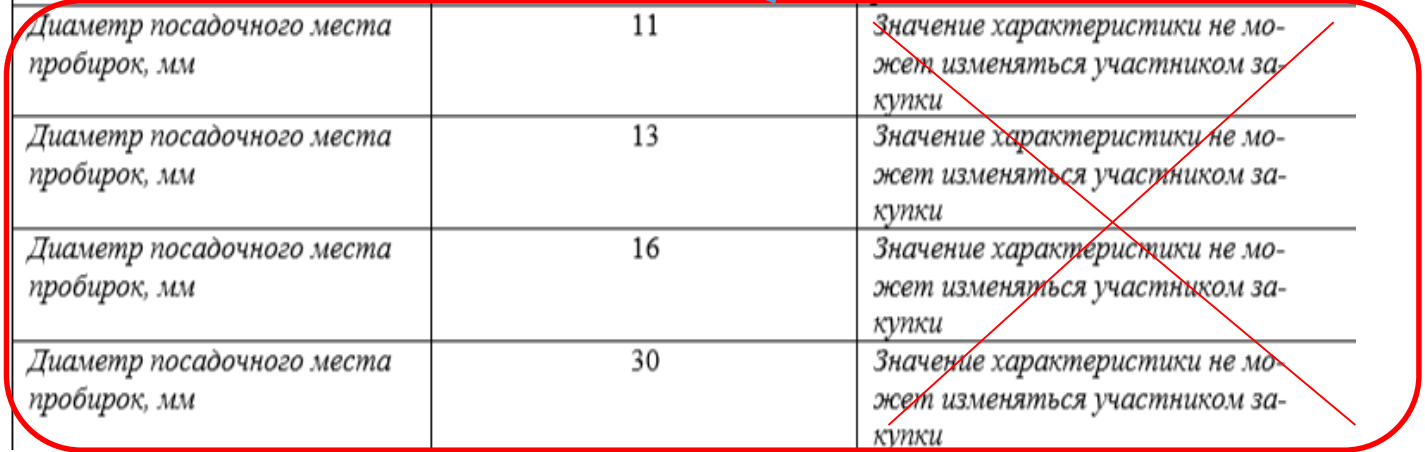 Диаметр посадочного места
пробирок, мм
11
Значение характеристики не мо-
жет изменяться участником за-
купки
Диаметр посадочного места
пробирок, мм
13
Значение характеристики не мо-
жет изменяться участником за-
купки
Диаметр посадочного места
пробирок, мм
16
Значение характеристики не мо-
жет изменяться участником за-
купки
Диаметр посадочного места
пробирок, мм
30
Значение характеристики не мо-
жет изменяться участником за-
купки